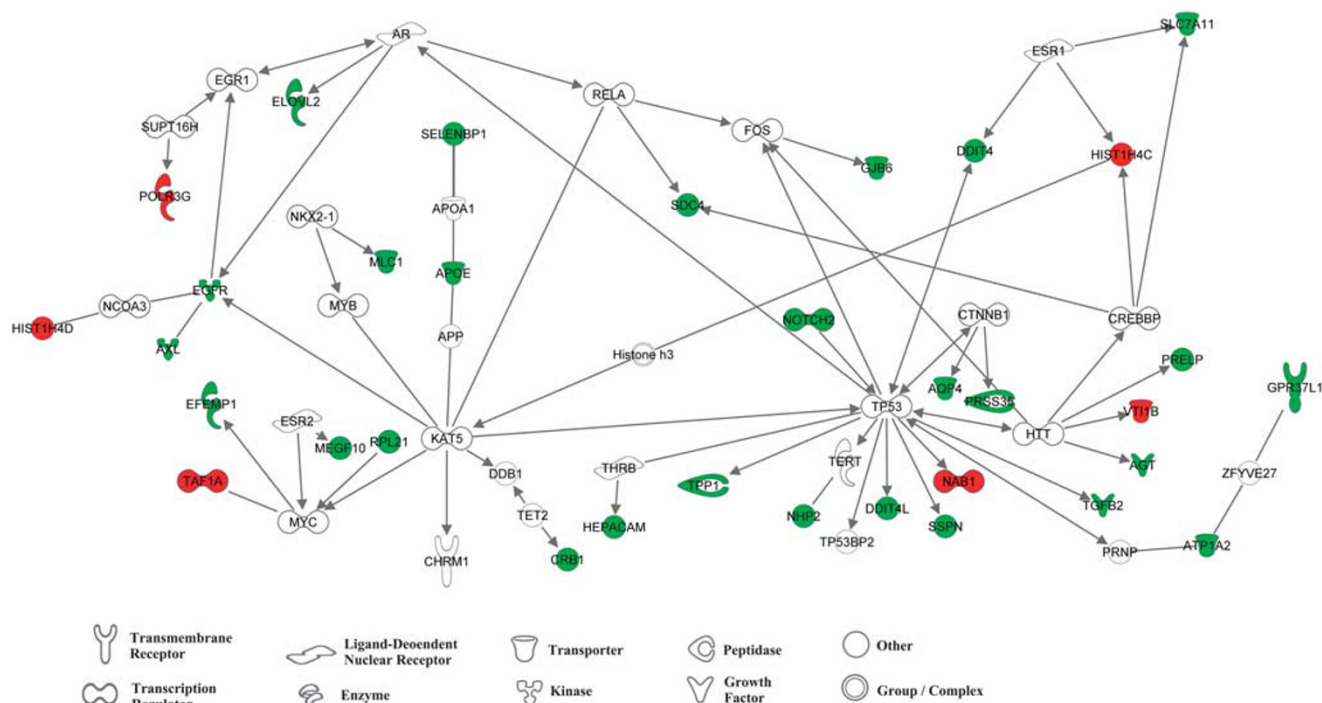 SLC7A11
AR
ESR1
EGR1
ELOVL2
RELA
SUPT16H
SELENBP1
FOS
DDIT4
HIST1H4C
GJB6
POLR3G
APOA1
SDC4
NKX2-1
MLC1
APOE
EGFR
NCOA3
MYB
NOTCH2
CTNNB1
CREBBP
HIST1H4D
APP
AXL
Histone h3
PRELP
AQP4
GPR37L1
EFEMP1
PRSS35
TP53
VTI1B
ESR2
MEGF10
RPL21
KAT5
HTT
TERT
AGT
THRB
DDB1
ZFYVE27
TAF1A
TPP1
NAB1
TGFB2
MYC
TET2
NHP2
DDIT4L
SSPN
HEPACAM
TP53BP2
PRNP
ATP1A2
CHRM1
CRB1
Transmembrane
Receptor
Ligand-Deoendent
Nuclear Receptor
Transporter
Peptidase
Other
Transcription
Regulator
Enzyme
Kinase
Growth
Factor
Group / Complex